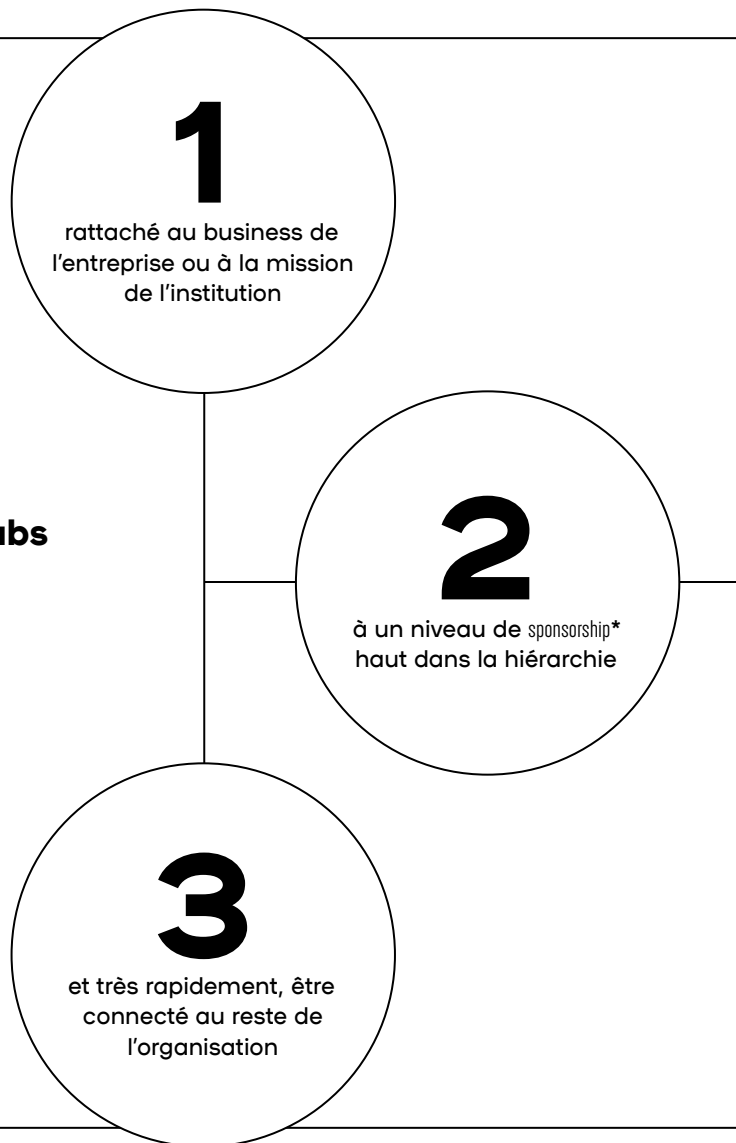 1
rattaché au business de
l'entreprise ou à la mission
de l'institution
2
à un niveau de sponsorship*
haut dans la hiérarchie
3
et très rapidement, être
connecté au reste de
l'organisation